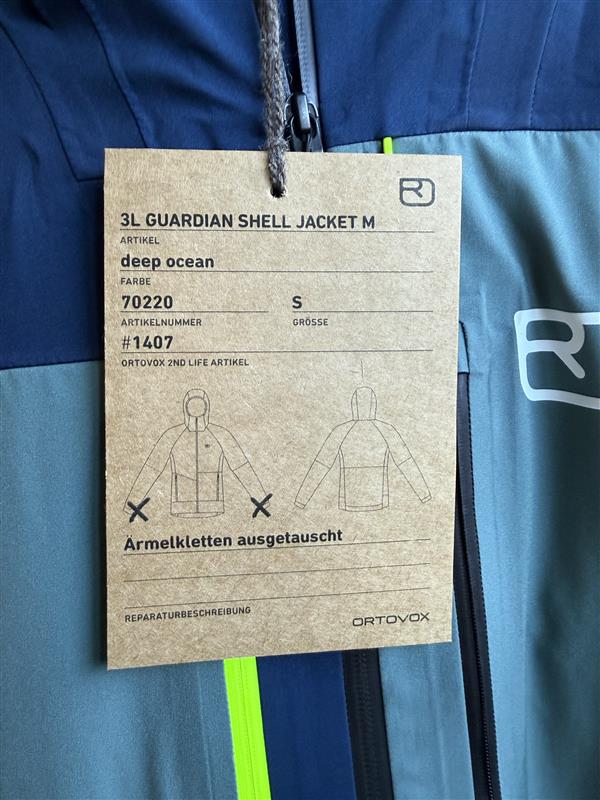 3L GUARDIAN SHELL JACKET M
ARTIKEL
deep ocean
FARBE
70220 S
ARTIKELNUMMER GRÖSSE
#1407
ORTOVOX 2ND LIFE ARTIKEL
Ärmelkletten ausgetauscht
REPARATURBESCHREIBUNG
ORTOVOX